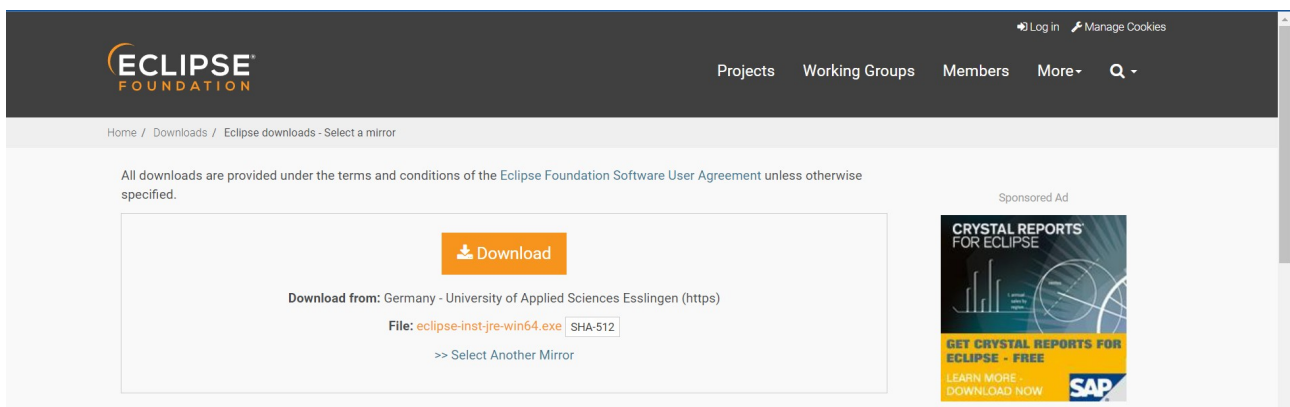 Log in Manage Cookies
ECLIPSE®
FOUNDATION
Projects Working Groups Members More
Home / Downloads / Eclipse downloads - Select a mirror
All downloads are provided under the terms and conditions of the Eclipse Foundation Software User Agreement unless otherwise
specified.
Sponsored Ad
Download
Download from: Germany - University of Applied Sciences Esslingen (https)
File: eclipse-inst-jre-win64.exe SHA-512
>> Select Another Mirror
CRYSTAL REPORTS®
FOR ECLIPSE
GET CRYSTAL REPORTS FOR
ECLIPSE - FREE
LEARN MORE -
DOWNLOAD NOW
SAP